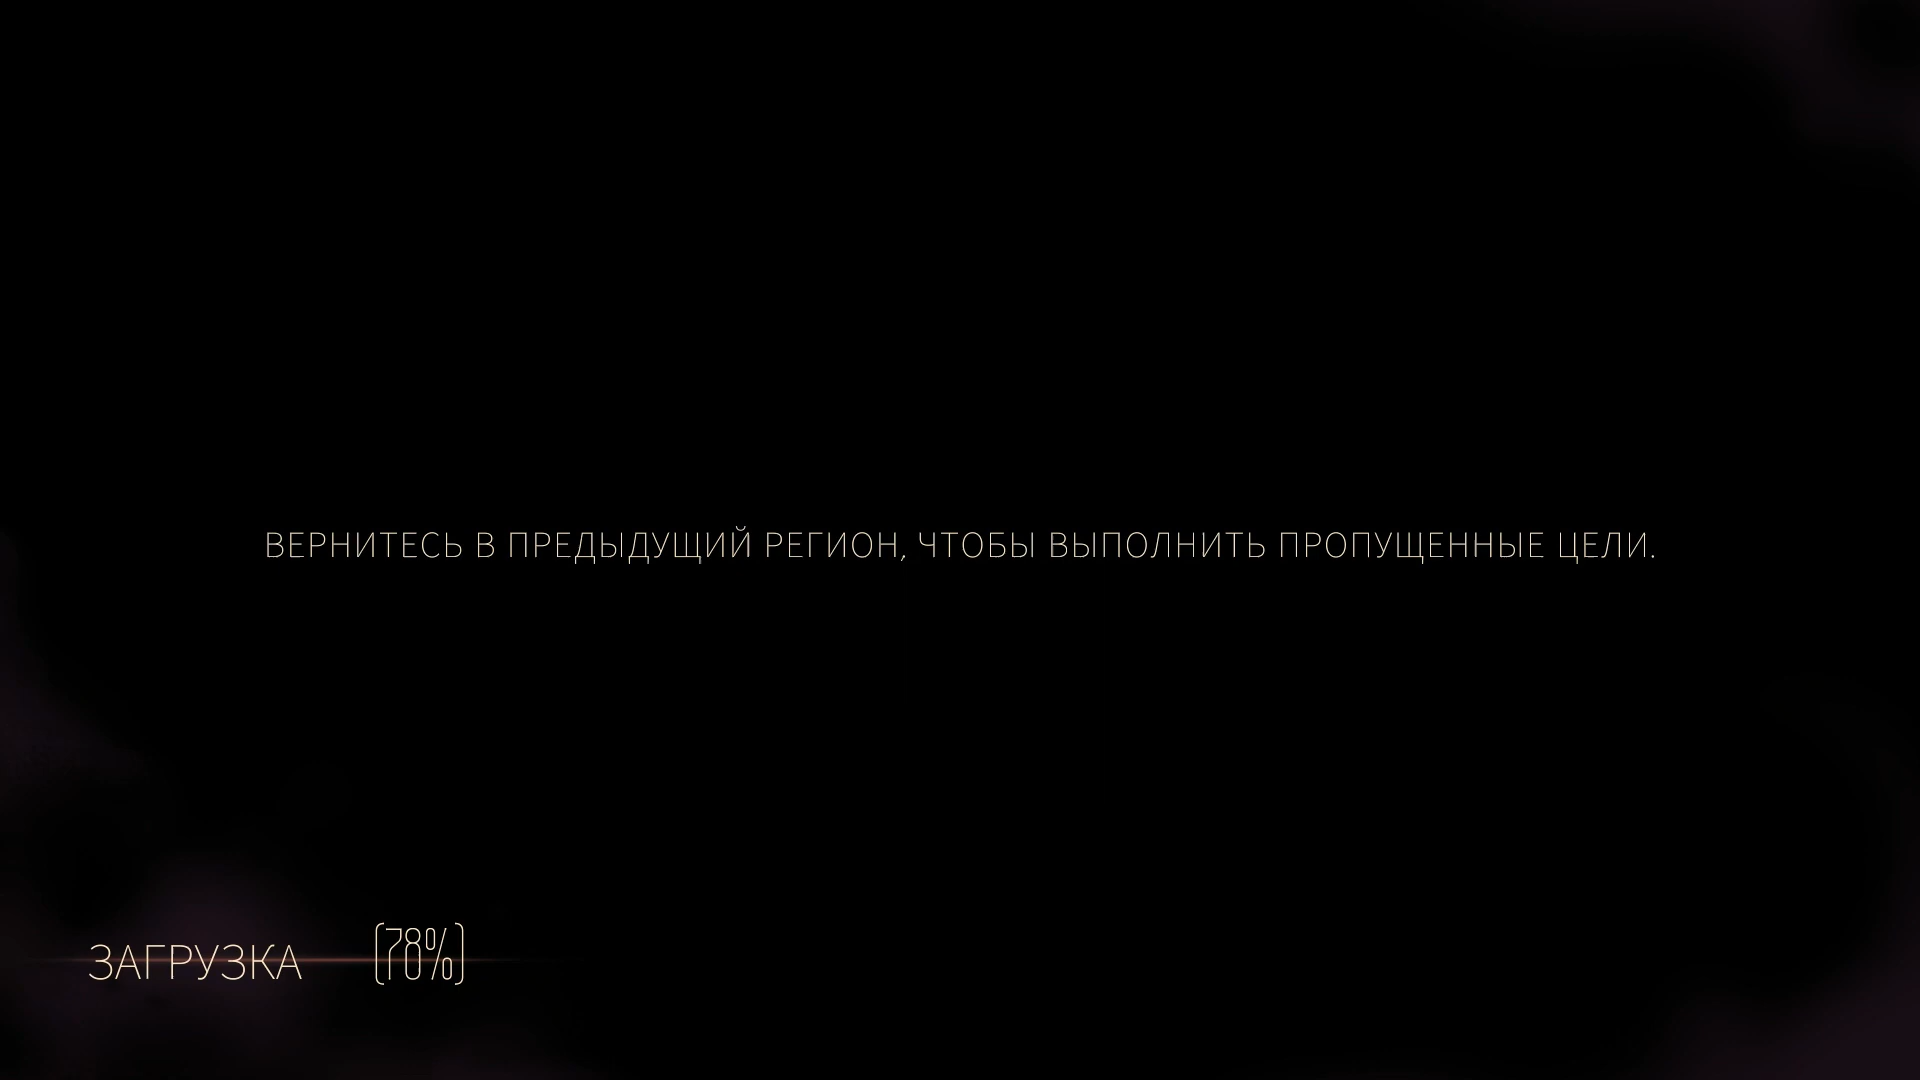 ВЕРНИТЕСЬ В ПРЕДЫДУЩИЙ РЕГИОН, ЧТОБЫ ВЫПОЛНИТЬ ПРОПУЩЕННЫЕ ЦЕЛИ.
ЗАГРУЗКА (78%)